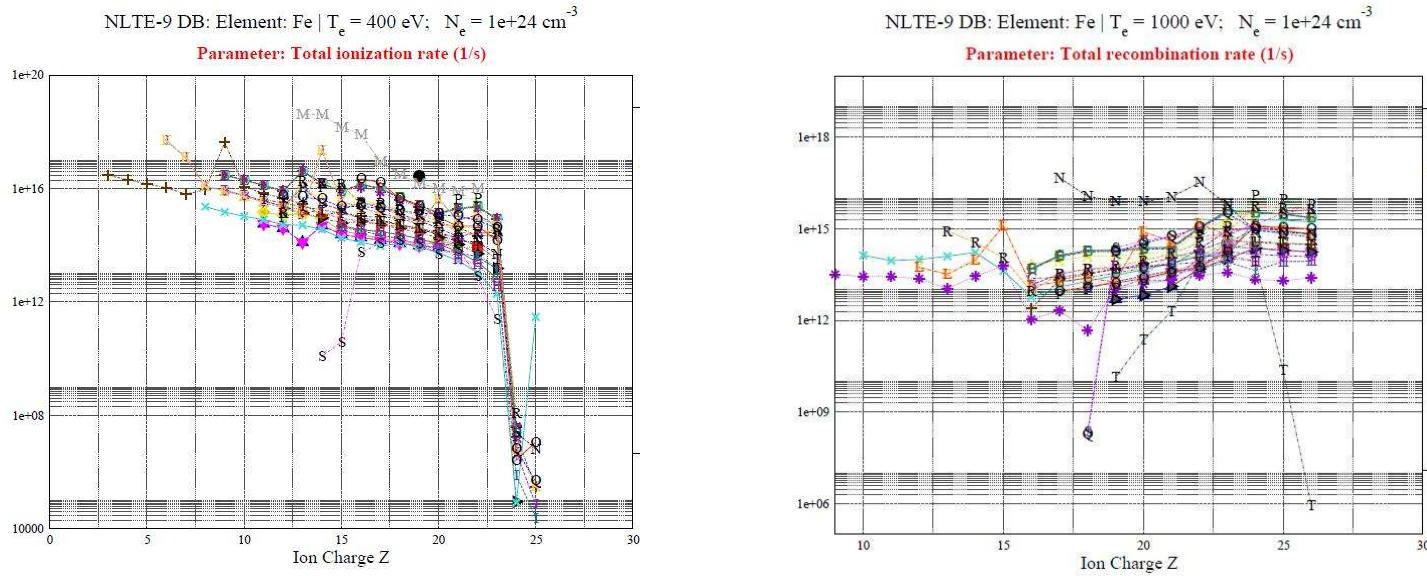 NLTE-9 DB: Element: Fe | Te = 400 eV; Ne = 1e+24 cm-3
Parameter: Total ionization rate (1/s)
1e+20
1e+16
1e+12
1e+08
10000
0 5 10 15 20 25 30
Ion Charge Z
NLTE-9 DB: Element: Fe | Te = 1000 eV; Ne = 1e+24 cm-3
Parameter: Total recombination rate (1/s)
1e+18
1e+15
1e+12
1e+09
1e+06
10 15 20 25 30
Ion Charge Z